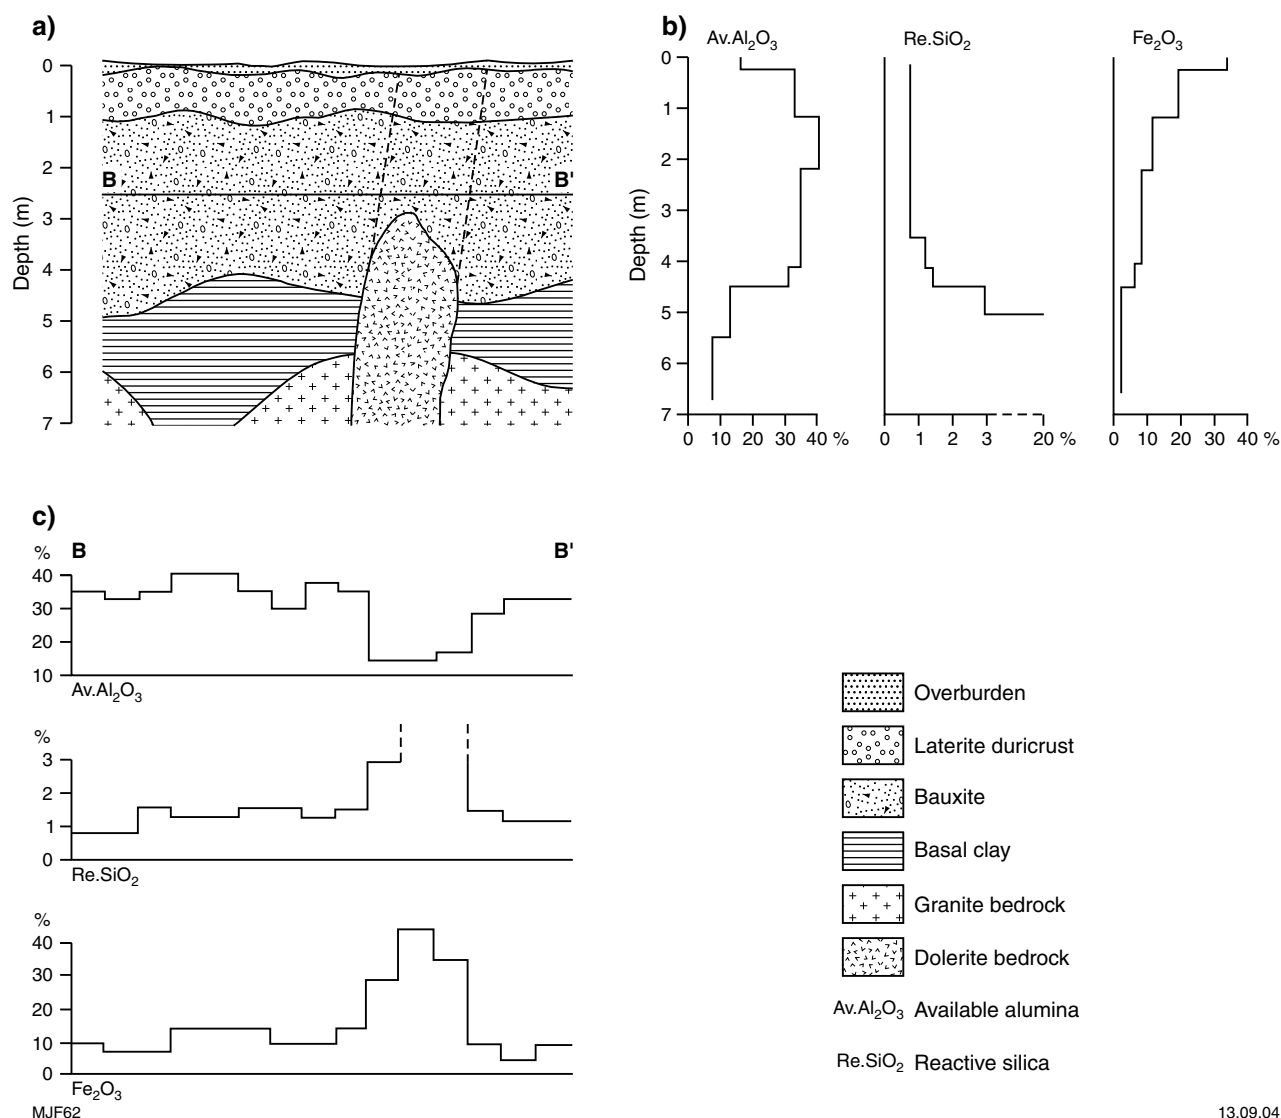 a)
0
1
2
3
4
5
6
7
Depth (m)
B B'
b)
Av.Al₂O₃ Re.SiO₂ Fe₂O₃
0
1
2
3
4
5
6
7
Depth (m)
0 10 20 30 40 % 0 1 2 3 20 % 0 10 20 30 40 %
c)
B B'
%
40
30
20
10
Av.Al₂O₃
%
3
2
1
0
Re.SiO₂
%
40
30
20
10
0
Fe₂O₃
Overburden
Laterite duricrust
Bauxite
Basal clay
Granite bedrock
Dolerite bedrock
Av.Al₂O₃ Available alumina
Re.SiO₂ Reactive silica
MJF62 13.09.04